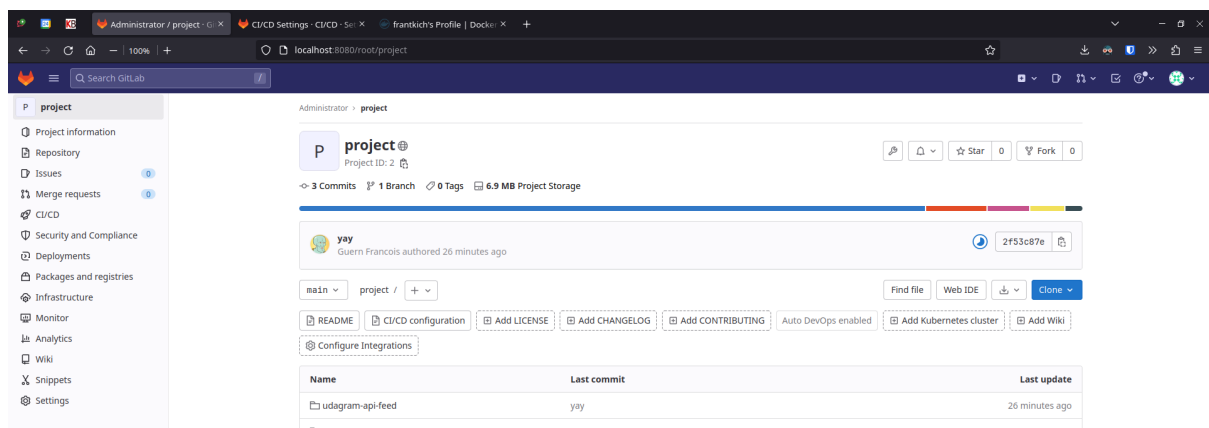 Administrator / project · Gi
CI/CD Settings · CI/CD · Set
frantkich's Profile | Docker
100%
localhost:8080/root/project
Search GitLab
/
P project
Project information
Repository
Issues 0
Merge requests 0
CI/CD
Security and Compliance
Deployments
Packages and registries
Infrastructure
Monitor
Analytics
Wiki
Snippets
Settings
Administrator › project
P
project
Project ID: 2
Star 0
Fork 0
3 Commits 1 Branch 0 Tags 6.9 MB Project Storage
yay
Guern Francois authored 26 minutes ago
2f53c87e
main
project /
Find file
Web IDE
Clone
README
CI/CD configuration
Add LICENSE
Add CHANGELOG
Add CONTRIBUTING
Auto DevOps enabled
Add Kubernetes cluster
Add Wiki
Configure Integrations
Name Last commit Last update
udagram-api-feed yay 26 minutes ago